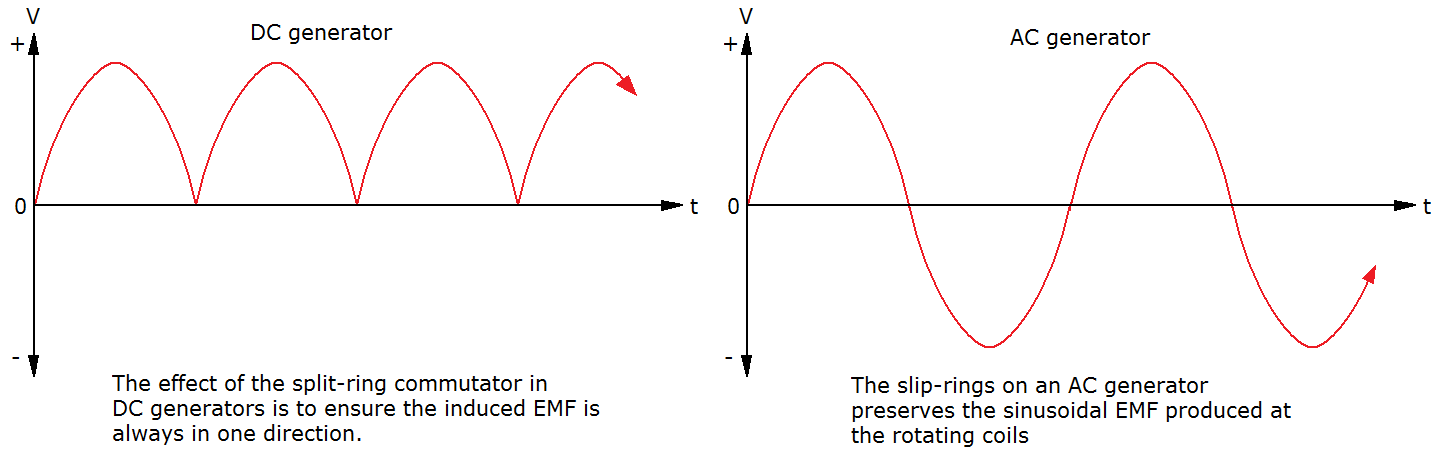 V
DC generator
+
0
t
-
The effect of the split-ring commutator in
DC generators is to ensure the induced EMF is
always in one direction.
V
AC generator
+
0
t
-
The slip-rings on an AC generator
preserves the sinusoidal EMF produced at
the rotating coils